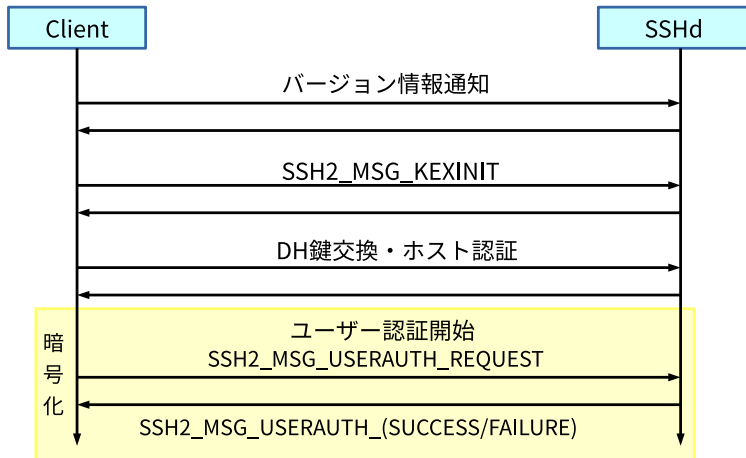 Client
SSHd
バージョン情報通知
SSH2_MSG_KEXINIT
DH鍵交換・ホスト認証
暗号化
ユーザー認証開始
SSH2_MSG_USERAUTH_REQUEST
SSH2_MSG_USERAUTH_(SUCCESS/FAILURE)